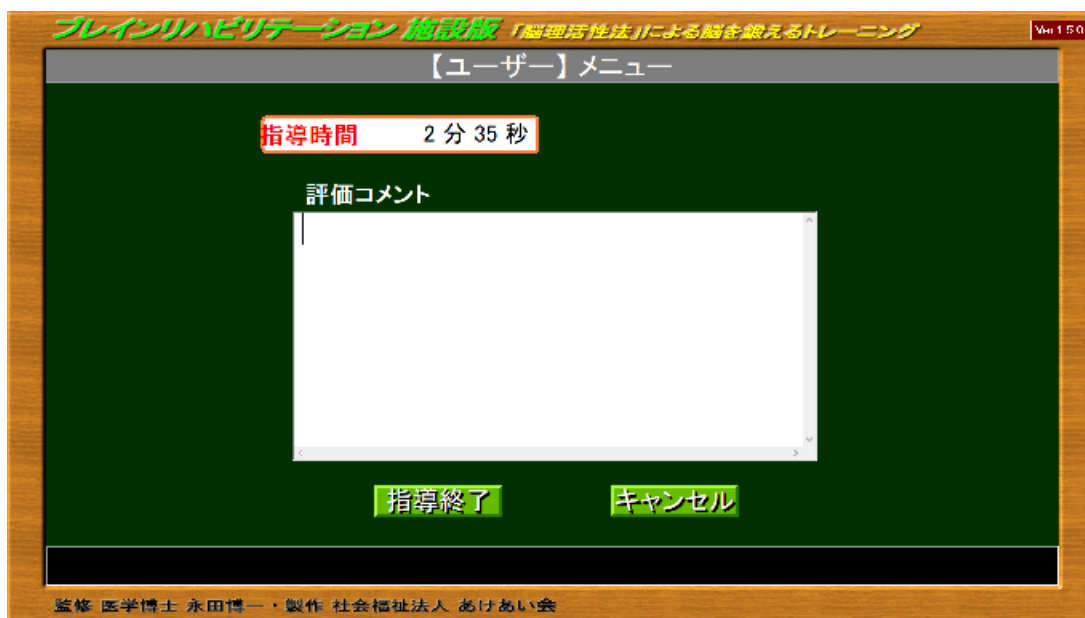 ブレインリハビリテーション 施設版 「脳理活性法」による脳を鍛えるトレーニング
Ver 1.5.0
【ユーザー】メニュー
指導時間 2 分 35 秒
評価コメント
指導終了 キャンセル
監修 医学博士 永田博一・製作 社会福祉法人 あけあい会